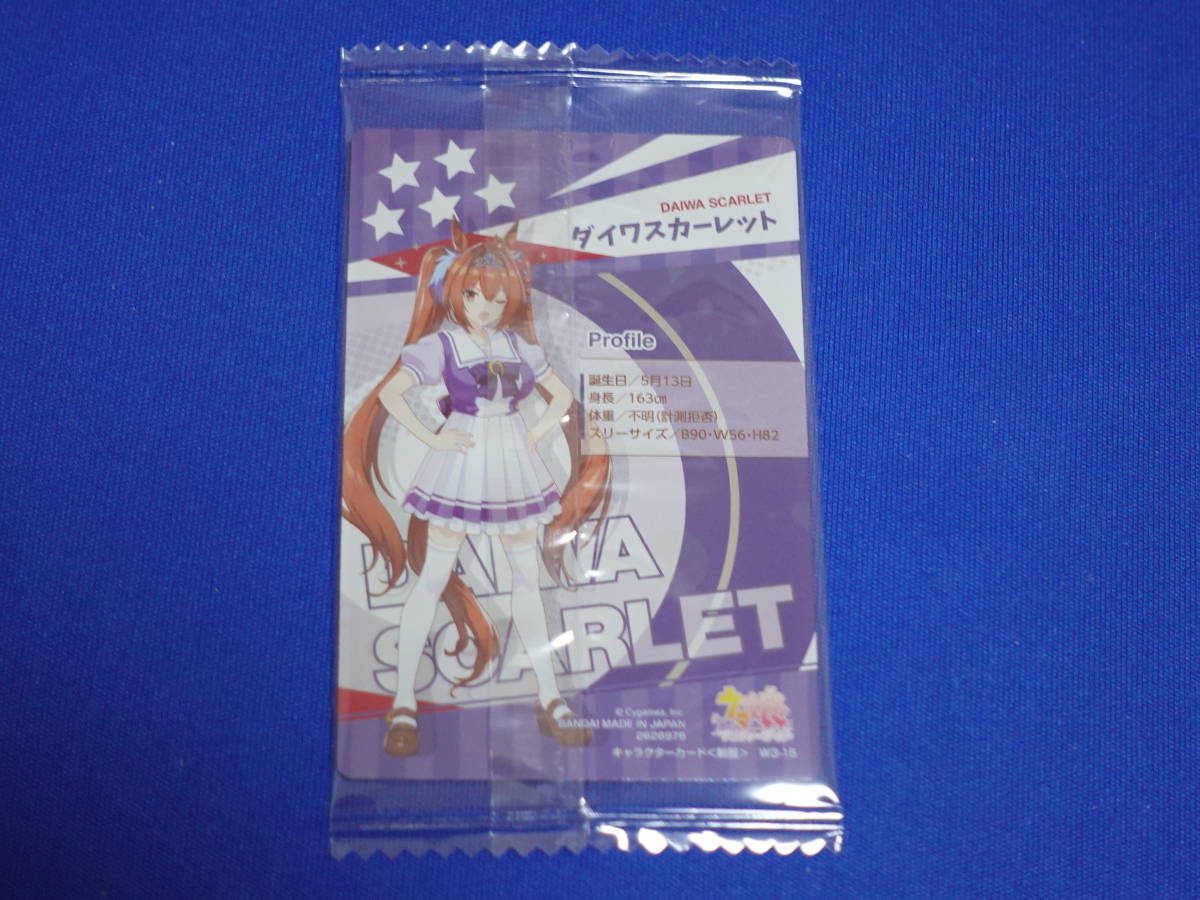 DAIWA SCARLET
ダイワスカーレット
Profile
誕生日／5月13日
身長／163㎝
体重／不明(計測拒否)
スリーサイズ／B90・W56・H82
DAIWA
SCARLET
© Cygames, Inc.
BANDAI MADE IN JAPAN
2626976
キャラクターカード<制服> W3-15